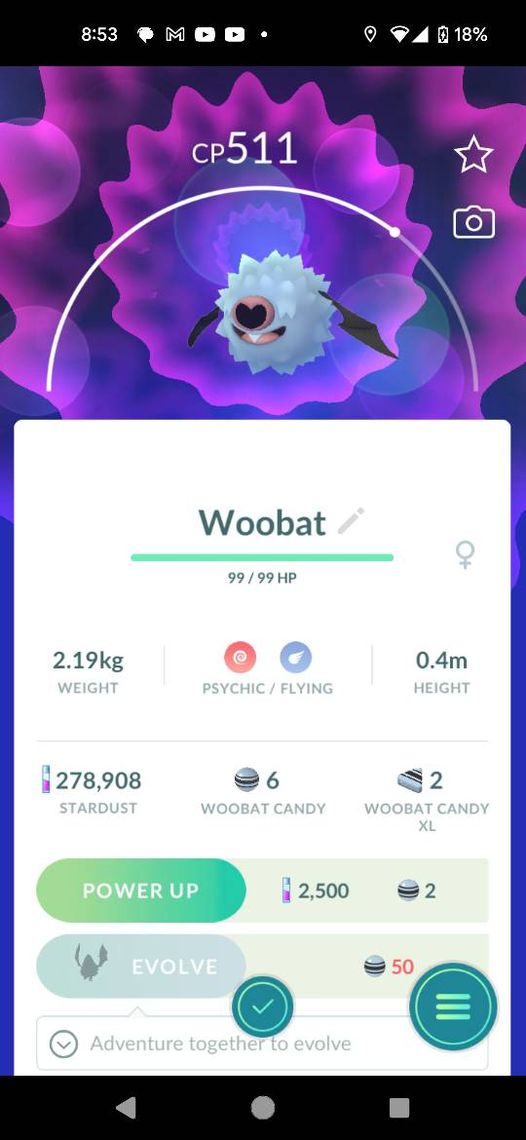 8:53 18%
CP511
Woobat
99 / 99 HP
2.19kg 0.4m
WEIGHT PSYCHIC / FLYING HEIGHT
278,908 6 2
STARDUST WOOBAT CANDY WOOBAT CANDY
XL
POWER UP 2,500 2
EVOLVE 50
Adventure together to evolve